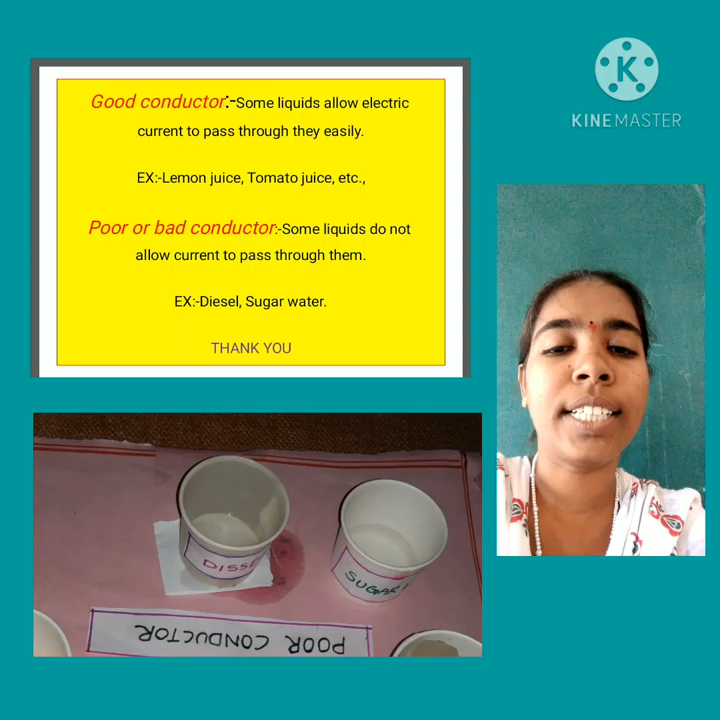 Good conductor:-Some liquids allow electric
current to pass through they easily.
EX:-Lemon juice, Tomato juice, etc.,
Poor or bad conductor:-Some liquids do not
allow current to pass through them.
EX:-Diesel, Sugar water.
THANK YOU
K
KINEMASTER
DISSE
SUGAR
POOR CONDUCTOR